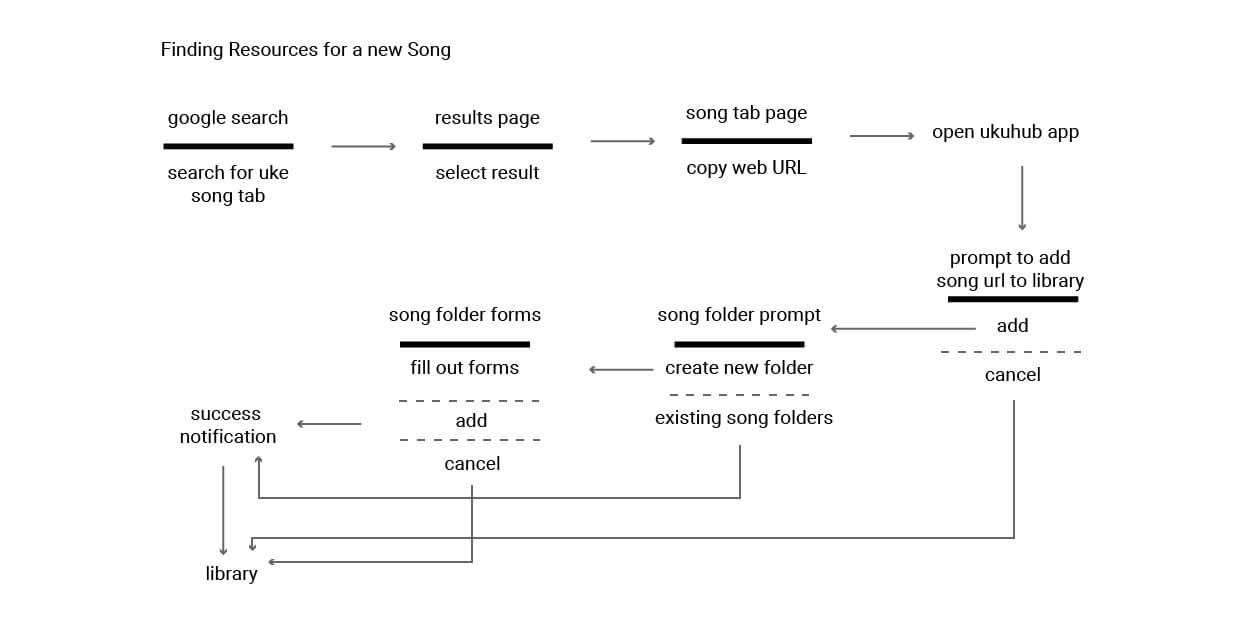 Finding Resources for a new Song
google search
search for uke
song tab
results page
select result
song tab page
copy web URL
open ukuhub app
prompt to add
song url to library
add
cancel
song folder prompt
create new folder
existing song folders
song folder forms
fill out forms
add
cancel
success
notification
library